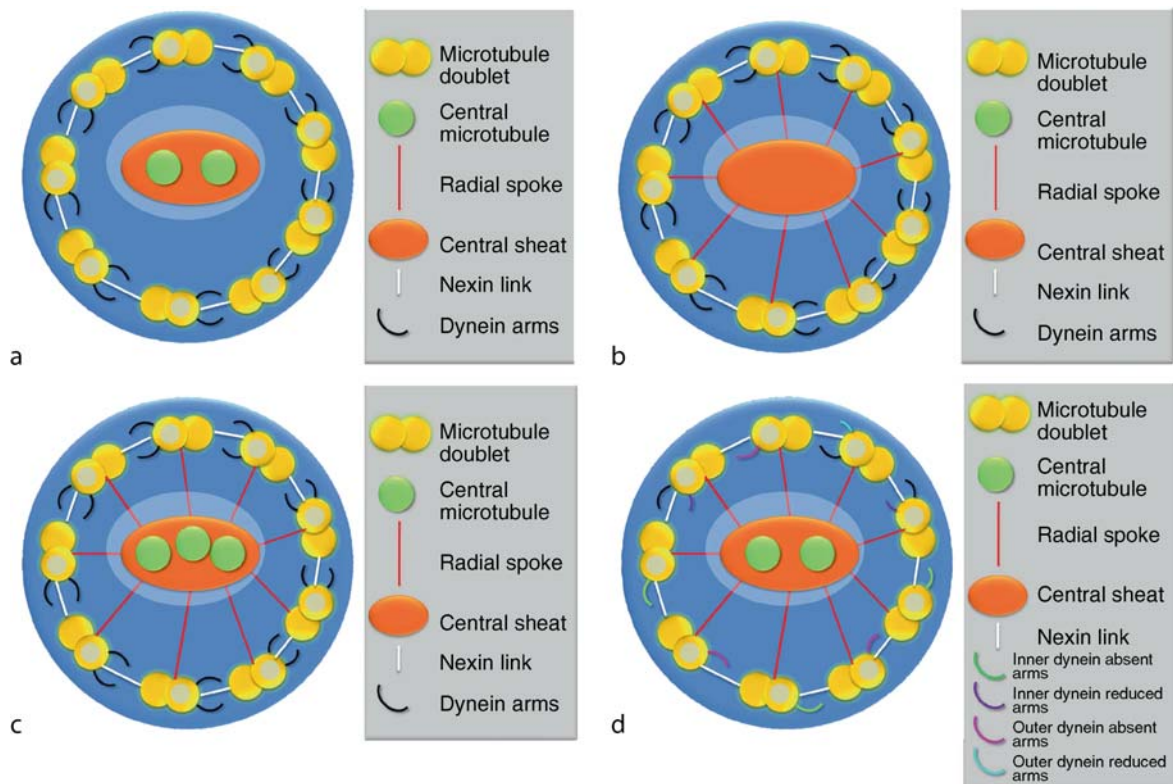 Microtubule
doublet
Central
microtubule
Radial spoke
Central sheat
Nexin link
Dynein arms
a
Microtubule
doublet
Central
microtubule
Radial spoke
Central sheat
Nexin link
Dynein arms
b
Microtubule
doublet
Central
microtubule
Radial spoke
Central sheat
Nexin link
Dynein arms
c
Microtubule
doublet
Central
microtubule
Radial spoke
Central sheat
Nexin link
Inner dynein absent
arms
Inner dynein reduced
arms
Outer dynein absent
arms
Outer dynein reduced
arms
d